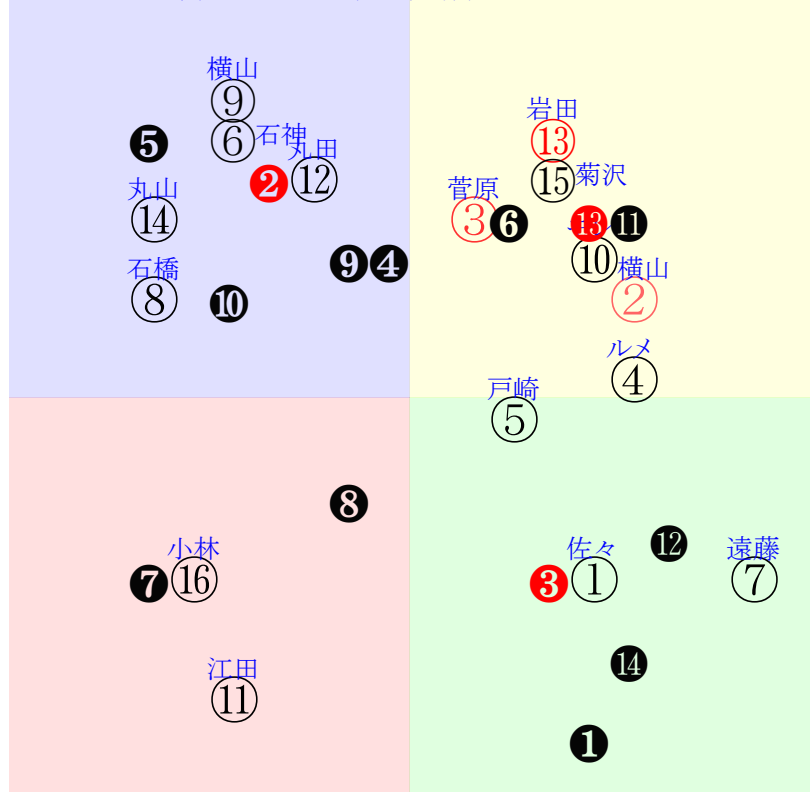 横山
⑨
岩田
❺
⑥
石神
⑬
丸田
❷
⑫
⑮
菊沢
丸山
⑭
菅原
③
❻
⓭
⓫
❾
❹
⑩
石橋
⑧
❿
横山
②
ルメ
④
戸崎
⑤
❽
⓬
小林
❼
⑯
佐々
❸
①
遠藤
⑦
江田
⑪
⓮
❶